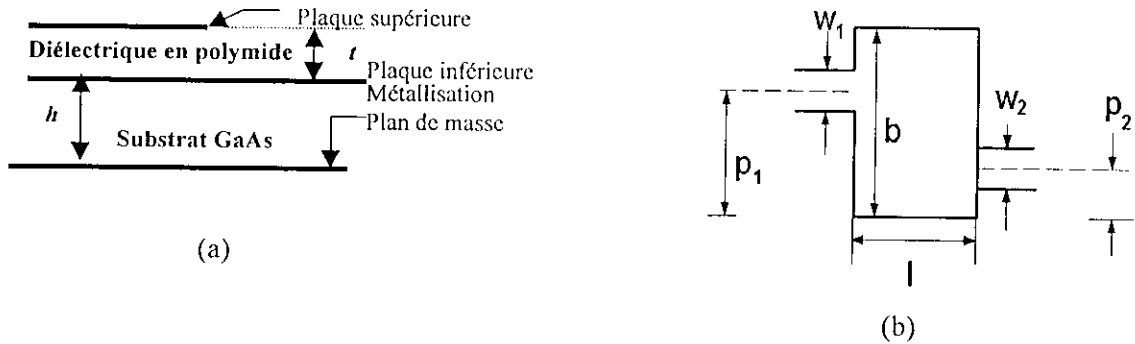 Plaque supérieure
Diélectrique en polymide
t
Plaque inférieure
Métallisation
h
Substrat GaAs
Plan de masse
(a)
W1
b
p1
W2
p2
l
(b)